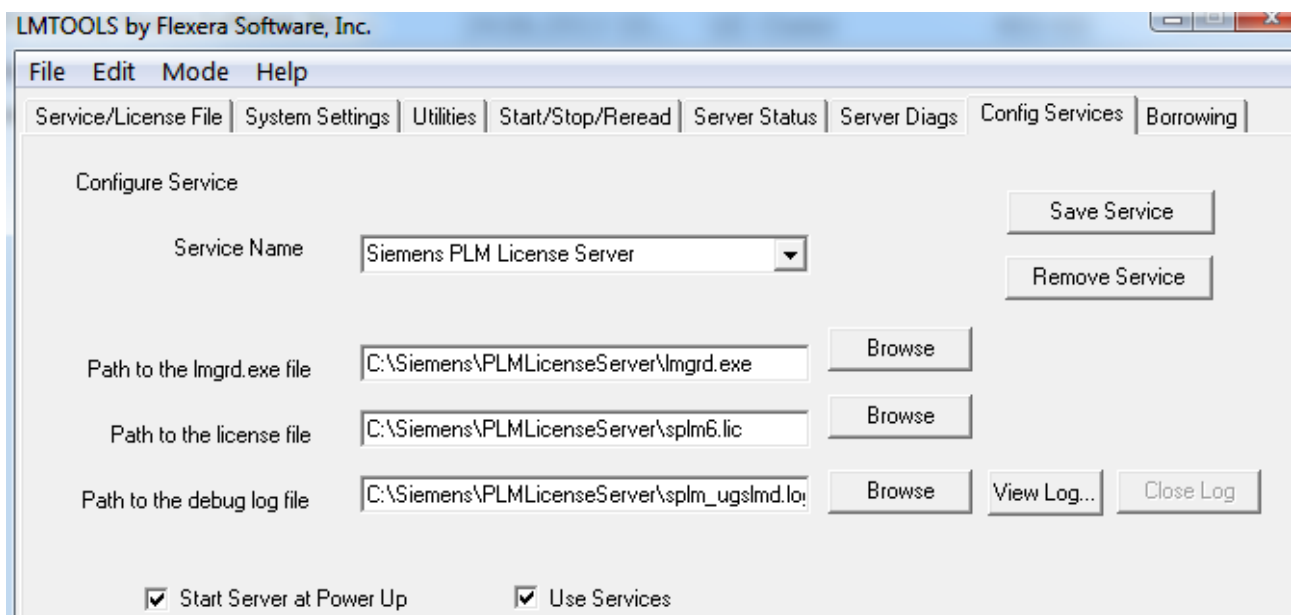 LMTOOLS by Flexera Software, Inc.
File Edit Mode Help
Service/License File System Settings Utilities Start/Stop/Reread Server Status Server Diags Config Services Borrowing
Configure Service
Save Service
Service Name Siemens PLM License Server
Remove Service
Path to the lmgrd.exe file C:\Siemens\PLMLicenseServer\lmgrd.exe Browse
Path to the license file C:\Siemens\PLMLicenseServer\splm6.lic Browse
Path to the debug log file C:\Siemens\PLMLicenseServer\splm_ugslmd.log Browse View Log... Close Log
Start Server at Power Up Use Services